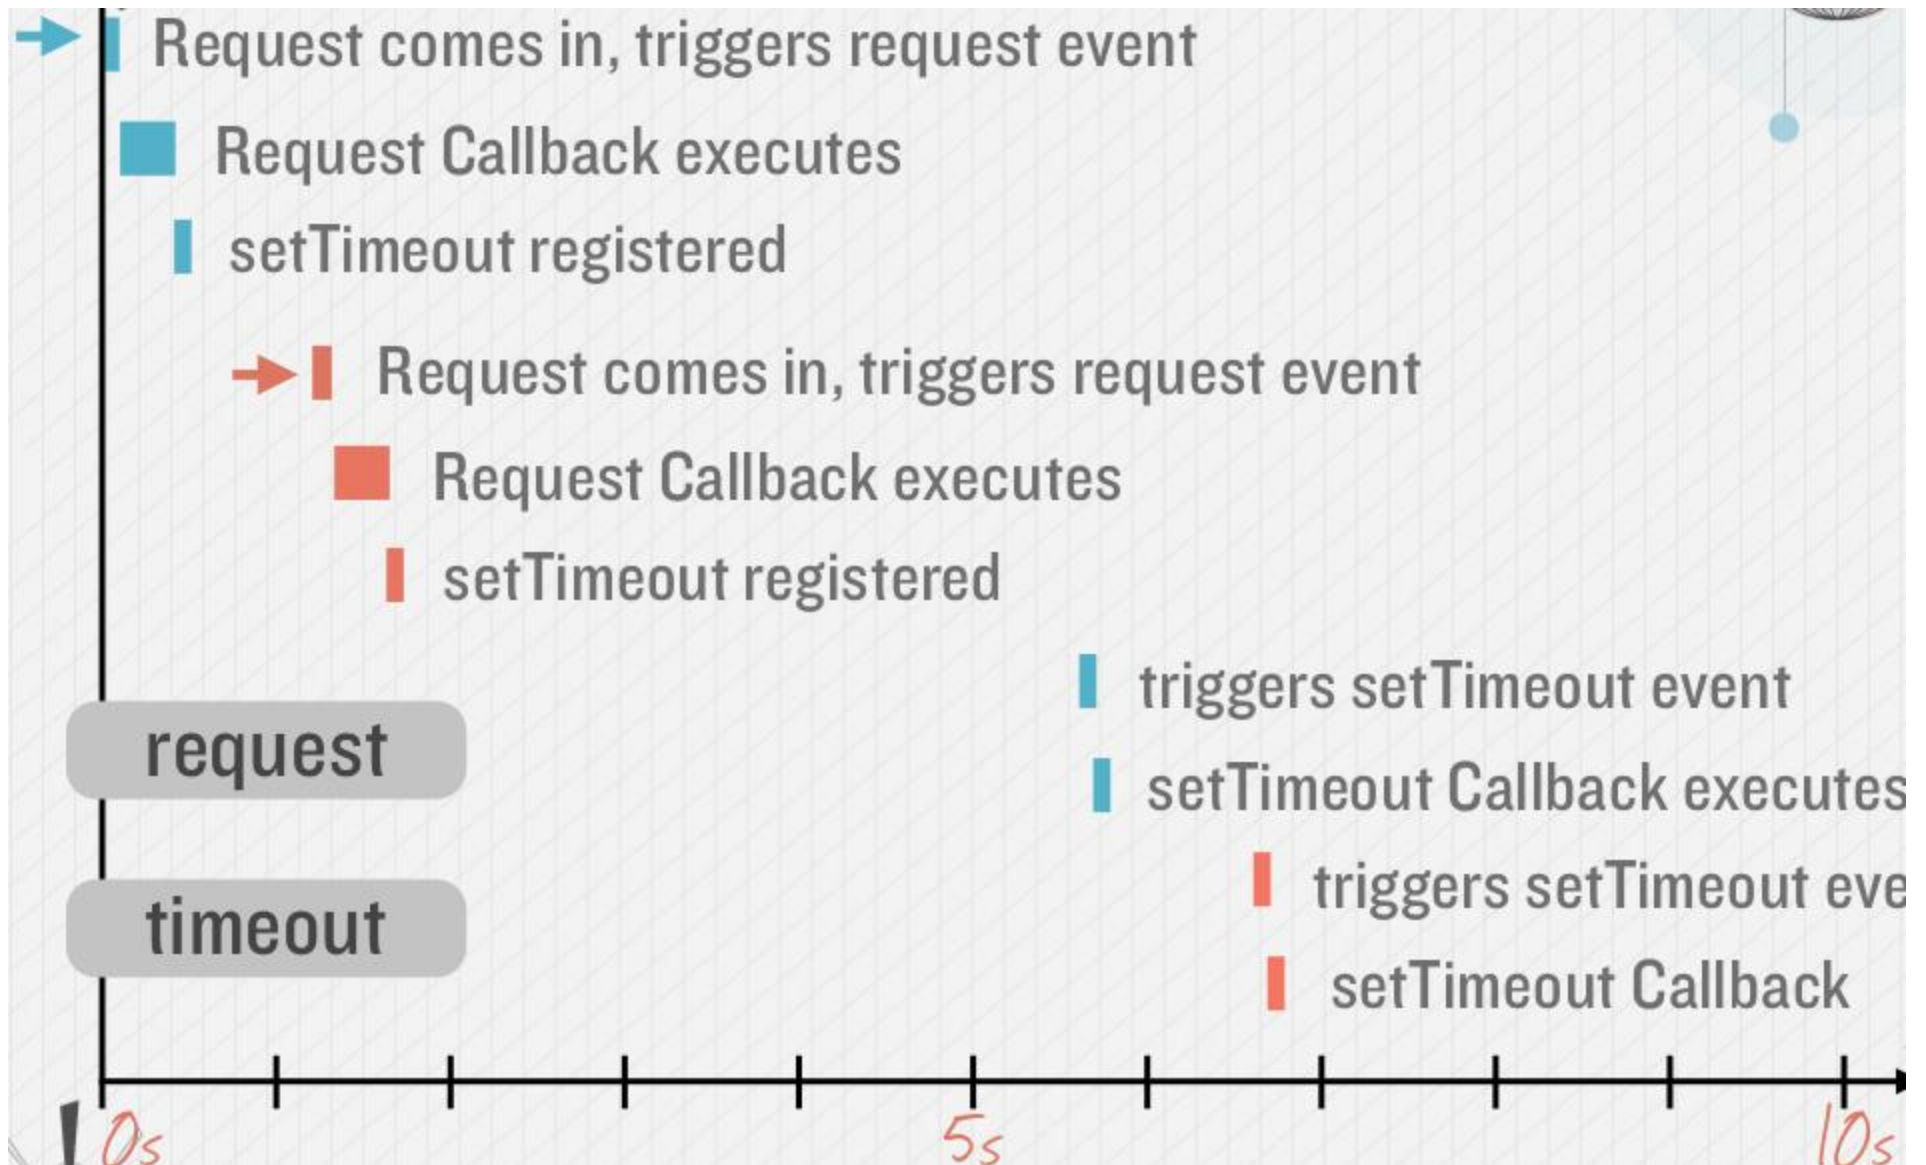 Request comes in, triggers request event
Request Callback executes
setTimeout registered
Request comes in, triggers request event
Request Callback executes
setTimeout registered
triggers setTimeout event
request
setTimeout Callback executes
triggers setTimeout eve
timeout
setTimeout Callback
0s 5s 10s